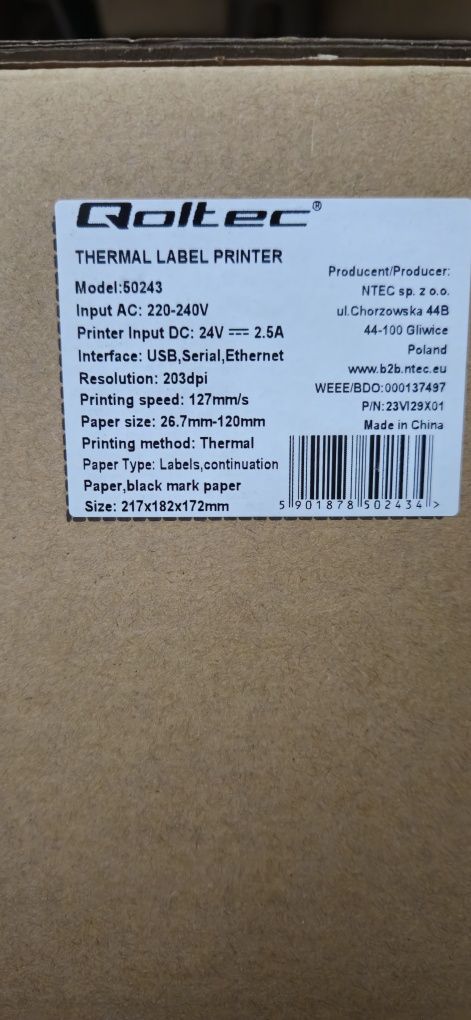 Qoltec®
THERMAL LABEL PRINTER
Model:50243
Input AC: 220-240V
Printer Input DC: 24V ⎓ 2.5A
Interface: USB,Serial,Ethernet
Resolution: 203dpi
Printing speed: 127mm/s
Paper size: 26.7mm-120mm
Printing method: Thermal
Paper Type: Labels,continuation
Paper,black mark paper
Size: 217x182x172mm
Producent/Producer:
NTEC sp. z o.o.
ul.Chorzowska 44B
44-100 Gliwice
Poland
www.b2b.ntec.eu
WEEE/BDO:000137497
P/N:23VI29X01
Made in China
5 901878 502434 >